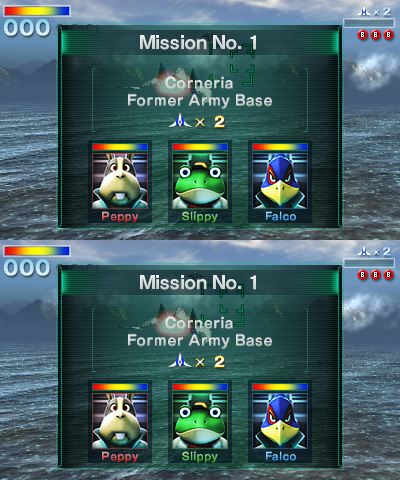 000
× 2
B B B
Mission No. 1
Corneria
Former Army Base
× 2
Peppy
Slippy
Falco
000
× 2
B B B
Mission No. 1
Corneria
Former Army Base
× 2
Peppy
Slippy
Falco